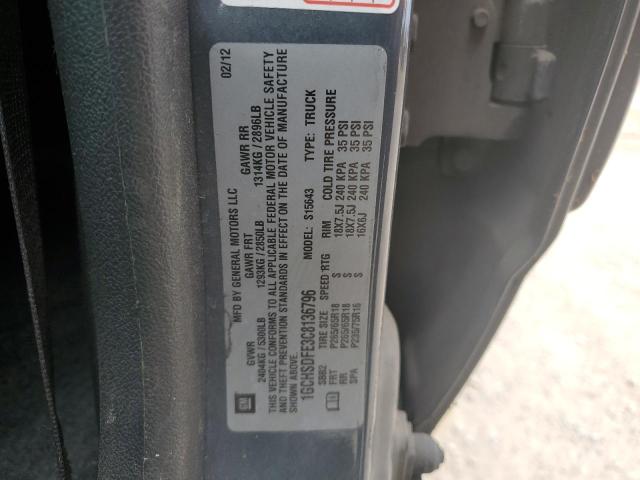 MFD BY GENERAL MOTORS LLC 02/12
GVWR GAWR FRT GAWR RR
2404KG / 5300LB 1293KG / 2850LB 1314KG / 2896LB
THIS VEHICLE CONFORMS TO ALL APPLICABLE FEDERAL MOTOR VEHICLE SAFETY
AND THEFT PREVENTION STANDARDS IN EFFECT ON THE DATE OF MANUFACTURE
SHOWN ABOVE.
1GCHSDFE3C8136796 MODEL: S15643 TYPE: TRUCK
SBB2 TIRE SIZE SPEED RTG RIM COLD TIRE PRESSURE
FRT P265/65R18 S 18X7.5J 240 KPA 35 PSI
RR P265/65R18 S 18X7.5J 240 KPA 35 PSI
SPA P235/75R16 S 16X6J 240 KPA 35 PSI
GM